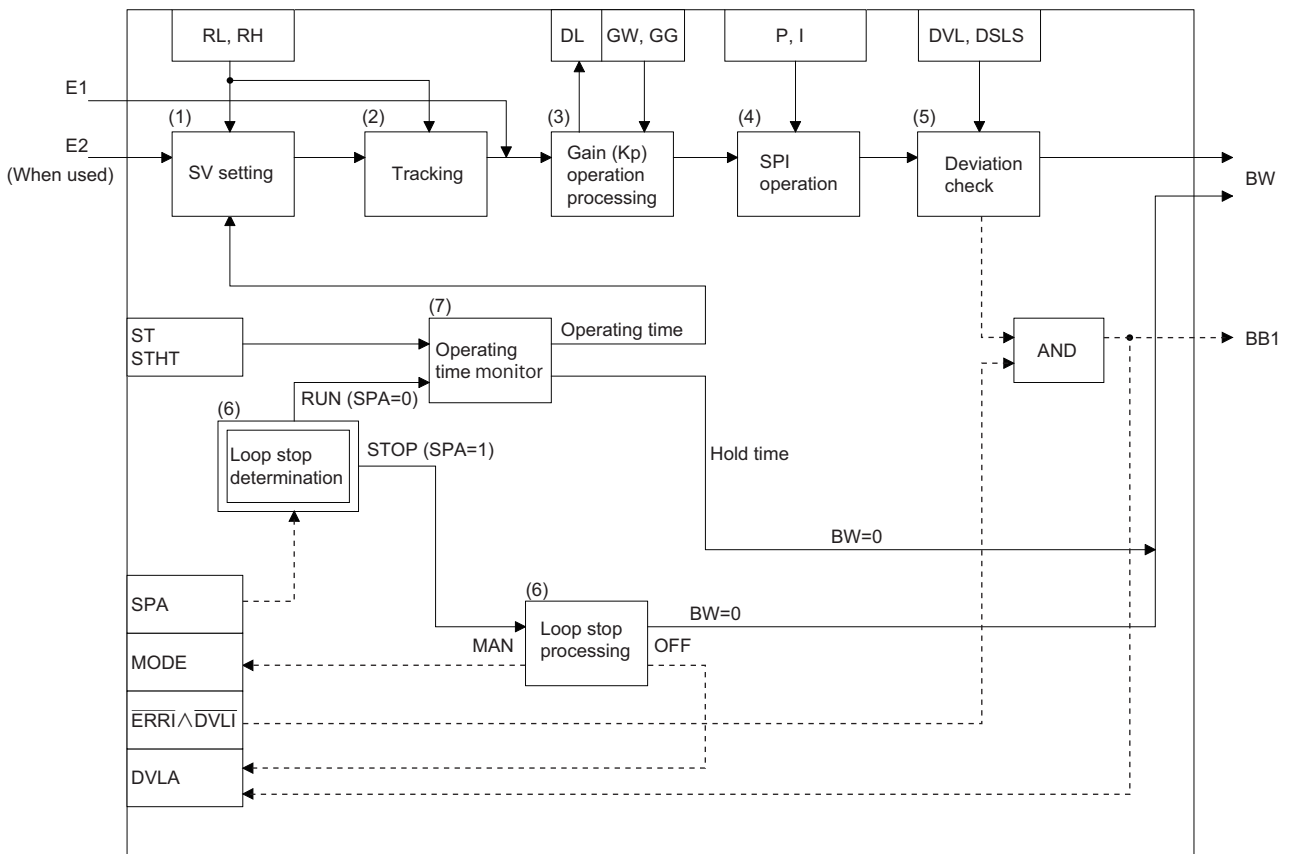 RL, RH
DL
GW, GG
P, I
DVL, DSLS
E1
E2
(When used)
(1)
SV setting
(2)
Tracking
(3)
Gain (Kp)
operation
processing
(4)
SPI
operation
(5)
Deviation
check
BW
ST
STHT
(7)
Operating
time monitor
Operating time
AND
BB1
RUN (SPA=0)
(6)
Loop stop
determination
STOP (SPA=1)
Hold time
BW=0
SPA
MODE
ERRI∧DVLI
DVLA
(6)
Loop stop
processing
MAN
BW=0
OFF